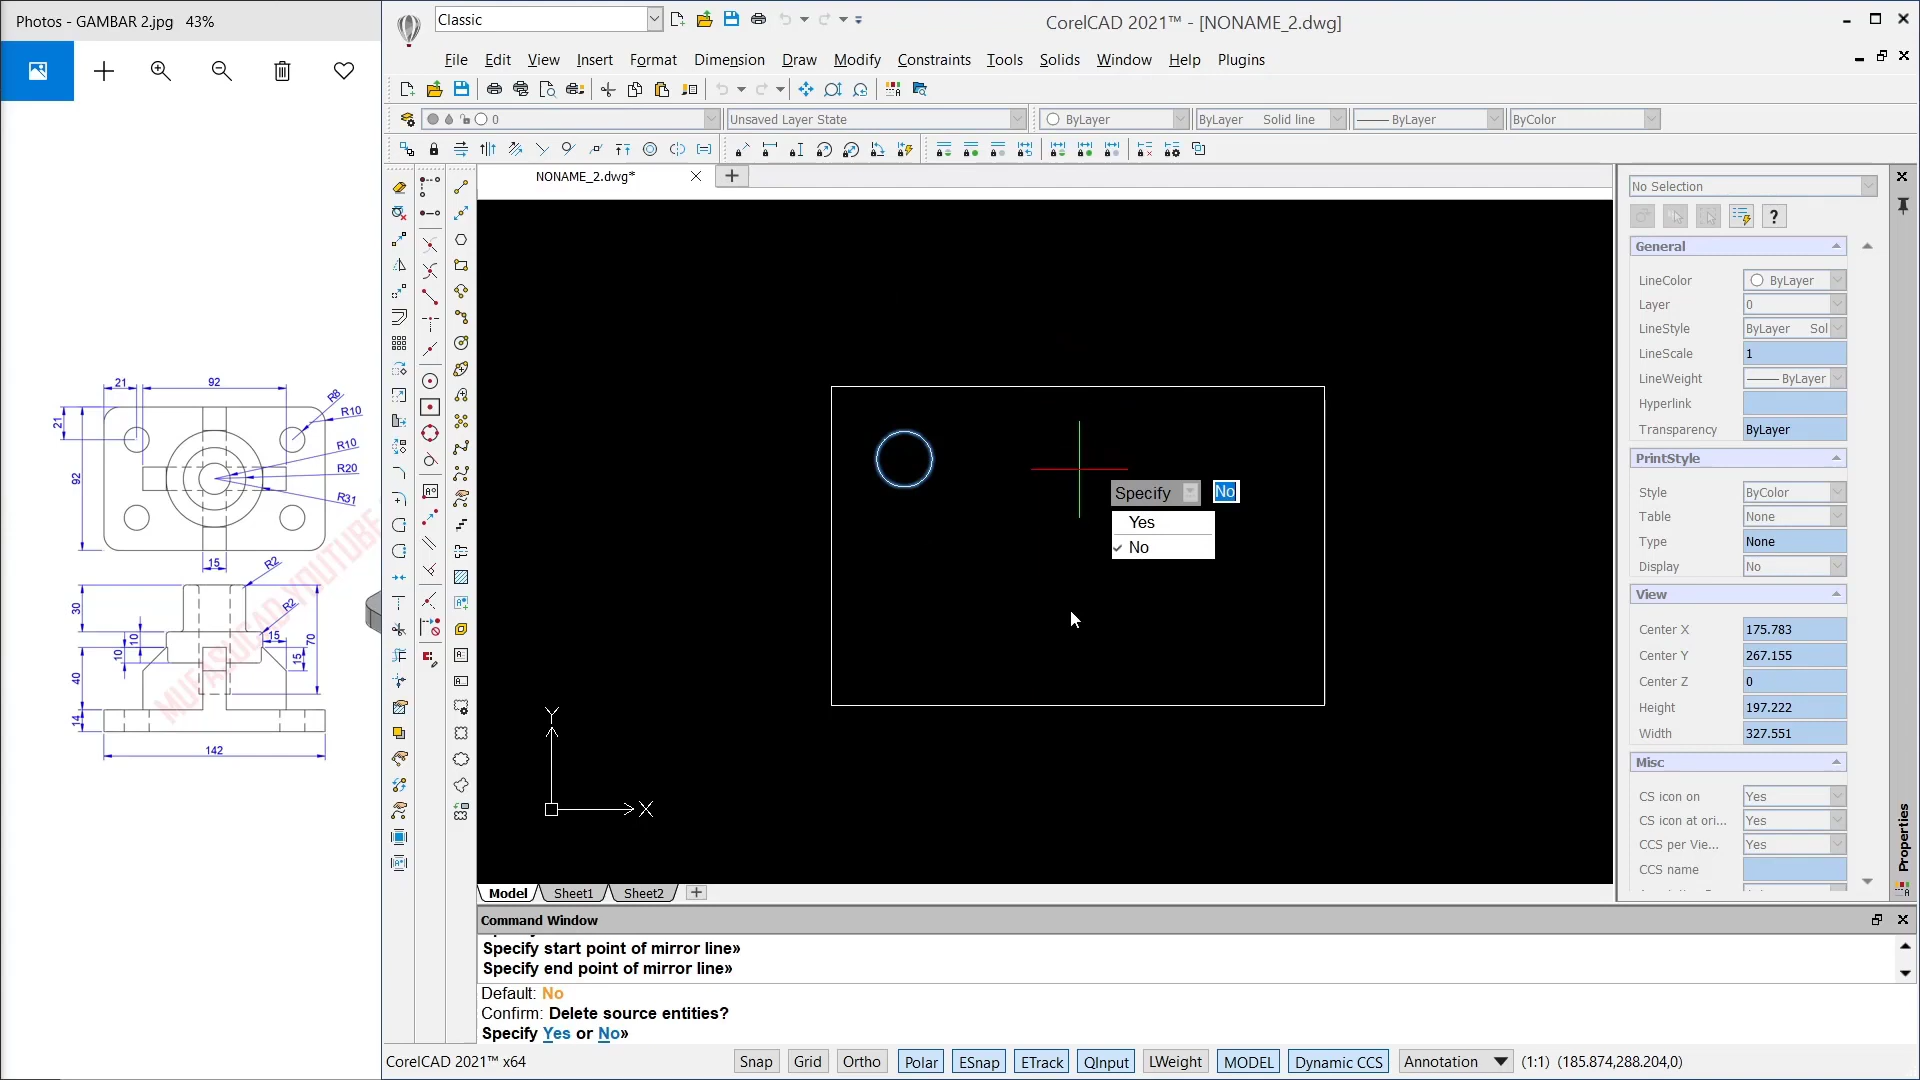 Photos - GAMBAR 2.jpg 43%
Classic
CorelCAD 2021™ - [NONAME_2.dwg]
File Edit View Insert Format Dimension Draw Modify Constraints Tools Solids Window Help Plugins
0
Unsaved Layer State
ByLayer
ByLayer Solid line
ByLayer
ByColor
NONAME_2.dwg*
21 92 R8
R10
21
R10
R20
92
R31
15
R2
R2
30
10
15
70
10
15
40
14
142
MUFASUCAD YOUTUBE
Specify No
Yes
No
Y
X
No Selection
General
LineColor ByLayer
Layer 0
LineStyle ByLayer Sol
LineScale 1
LineWeight ByLayer
Hyperlink
Transparency ByLayer
PrintStyle
Style ByColor
Table None
Type None
Display No
View
Center X 175.783
Center Y 267.155
Center Z 0
Height 197.222
Width 327.551
Misc
CS icon on Yes
CS icon at ori... Yes
CCS per Vie... Yes
CCS name
Properties
Model Sheet1 Sheet2
Command Window
Specify start point of mirror line»
Specify end point of mirror line»
Default: No
Confirm: Delete source entities?
Specify Yes or No»
CorelCAD 2021™ x64
Snap Grid Ortho Polar ESnap ETrack QInput LWeight MODEL Dynamic CCS Annotation (1:1) (185.874,288.204,0)